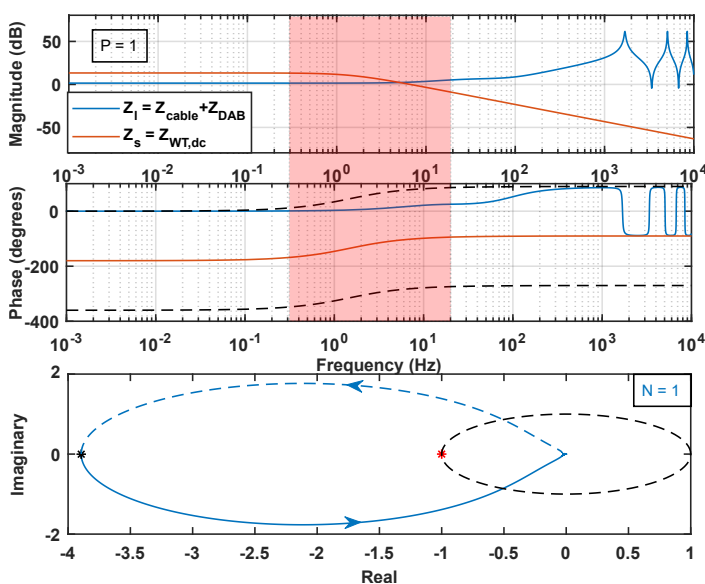 P = 1
Magnitude (dB)
50
0
-50
Z_l = Z_cable+Z_DAB
Z_s = Z_WT,dc
10^-3 10^-2 10^-1 10^0 10^1 10^2 10^3 10^4
Phase (degrees)
0
-200
-400
10^-3 10^-2 10^-1 10^0 10^1 10^2 10^3 10^4
Frequency (Hz)
N = 1
Imaginary
2
0
-2
-4 -3.5 -3 -2.5 -2 -1.5 -1 -0.5 0 0.5 1
Real